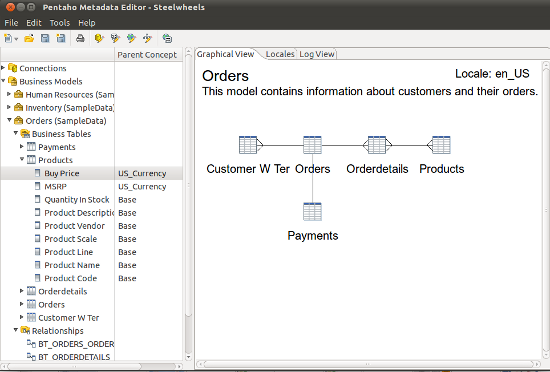 Pentaho Metadata Editor - Steelwheels
File Edit Tools Help
Parent Concept
Connections
Business Models
Human Resources (SampleData
Inventory (SampleData)
Orders (SampleData)
Business Tables
Payments
Products
Buy Price US_Currency
MSRP US_Currency
Quantity In Stock Base
Product Descriptio Base
Product Vendor Base
Product Scale Base
Product Line Base
Product Name Base
Product Code Base
Orderdetails
Orders
Customer W Ter
Relationships
BT_ORDERS_ORDER
BT_ORDERDETAILS
Graphical View Locales Log View
Orders Locale: en_US
This model contains information about customers and their orders.
Customer W Ter Orders Orderdetails Products
Payments